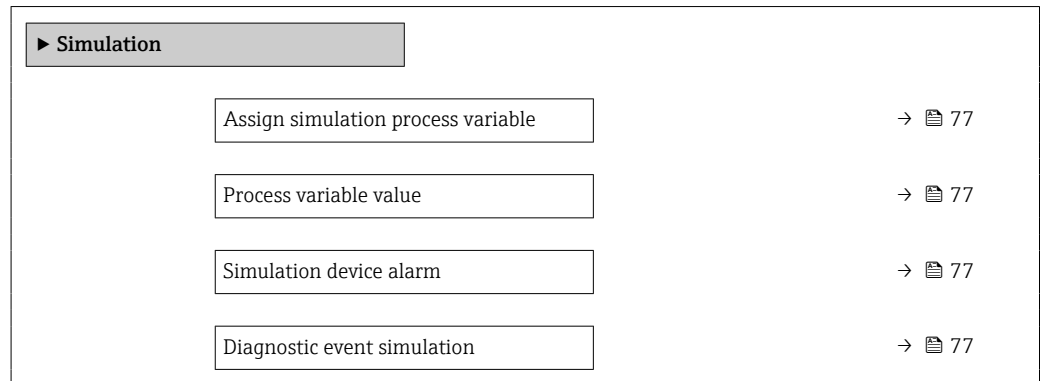 ▶ Simulation
Assign simulation process variable → 77
Process variable value → 77
Simulation device alarm → 77
Diagnostic event simulation → 77